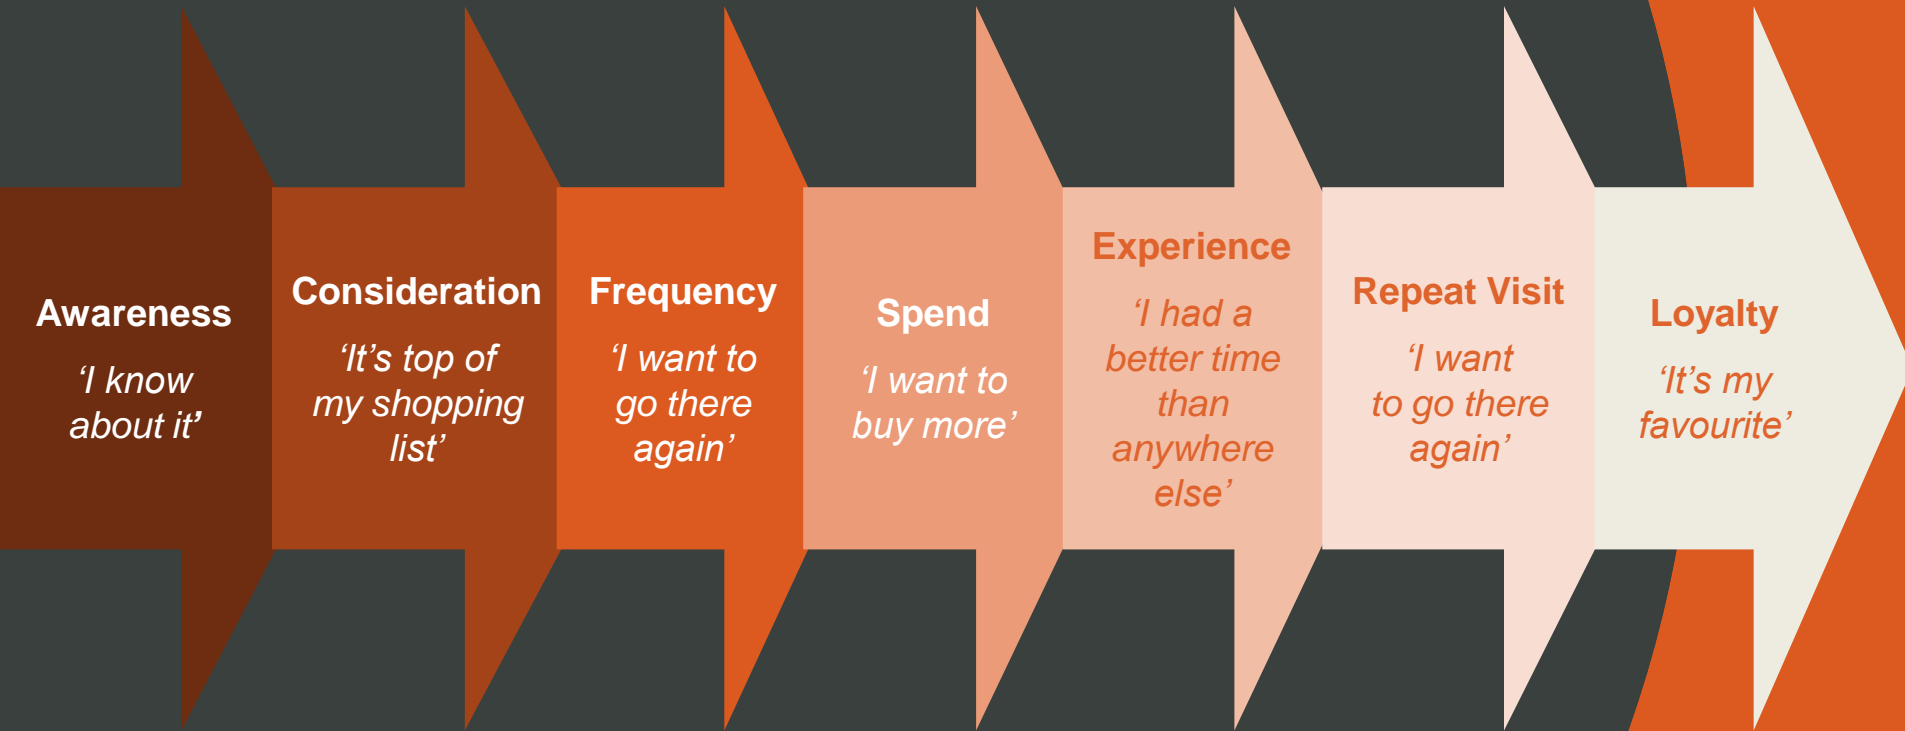 Awareness
‘I know
about it’
Consideration
‘It’s top of
my shopping
list’
Frequency
‘I want to
go there
again’
Spend
‘I want to
buy more’
Experience
‘I had a
better time
than
anywhere
else’
Repeat Visit
‘I want
to go there
again’
Loyalty
‘It’s my
favourite’